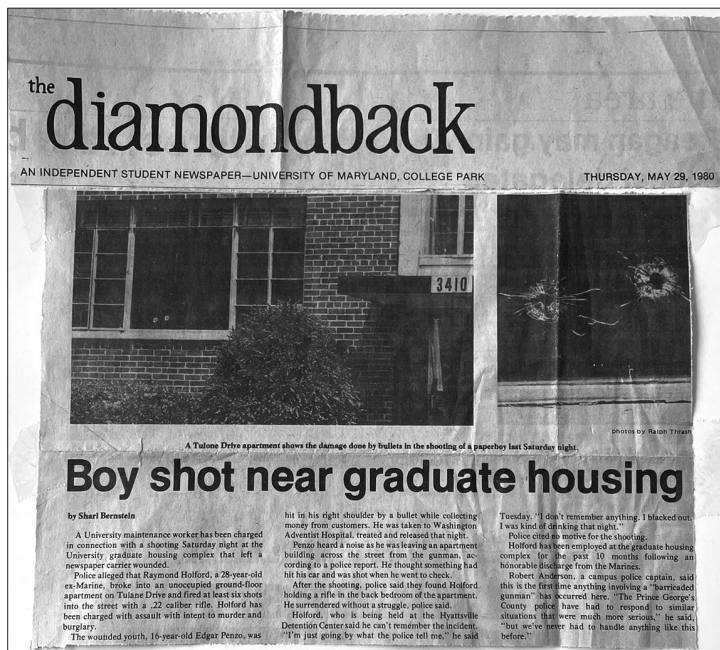 the
diamondback
AN INDEPENDENT STUDENT NEWSPAPER—UNIVERSITY OF MARYLAND, COLLEGE PARK
THURSDAY, MAY 29, 1980
3410
photos by Ralph Thrash
A Tulone Drive apartment shows the damage done by bullets in the shooting of a paperboy last Saturday night.
Boy shot near graduate housing
by Sharl Bernstein
A University maintenance worker has been charged
in connection with a shooting Saturday night at the
University graduate housing complex that left a
newspaper carrier wounded.
Police alleged that Raymond Holford, a 28-year-old
ex-Marine, broke into an unoccupied ground-floor
apartment on Tulane Drive and fired at least six shots
into the street with a .22 caliber rifle. Holford has
been charged with assault with intent to murder and
burglary.
The wounded youth, 16-year-old Edgar Penzo, was
hit in his right shoulder by a bullet while collecting
money from customers. He was taken to Washington
Adventist Hospital, treated and released that night.
Penzo heard a noise as he was leaving an apartment
building across the street from the gunman, ac-
cording to a police report. He thought something had
hit his car and was shot when he went to check.
After the shooting, police said they found Holford
holding a rifle in the back bedroom of the apartment.
He surrendered without a struggle, police said.
Holford, who is being held at the Hyattsville
Detention Center said he can't remember the incident.
"I'm just going by what the police tell me," he said
Tuesday. "I don't remember anything. I blacked out.
I was kind of drinking that night."
Police cited no motive for the shooting.
Holford has been employed at the graduate housing
complex for the past 10 months following an
honorable discharge from the Marines.
Robert Anderson, a campus police captain, said
this is the first time anything involving a "barricaded
gunman" has occurred here. "The Prince George's
County police have had to respond to similar
situations that were much more serious," he said,
"but we've never had to handle anything like this
before."